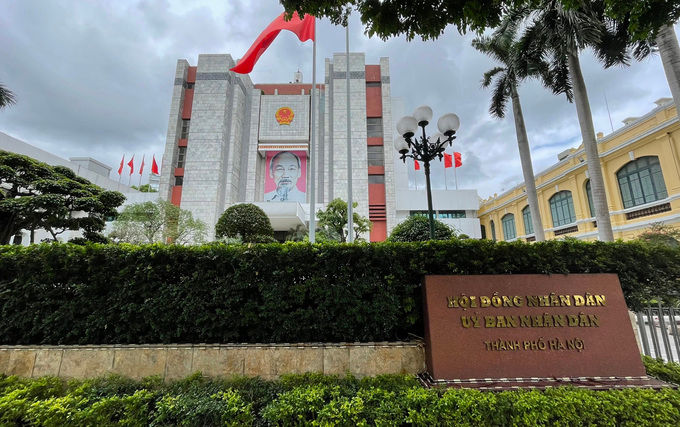 HỘI ĐỒNG NHÂN DÂN
ỦY BAN NHÂN DÂN
THÀNH PHỐ HÀ NỘI